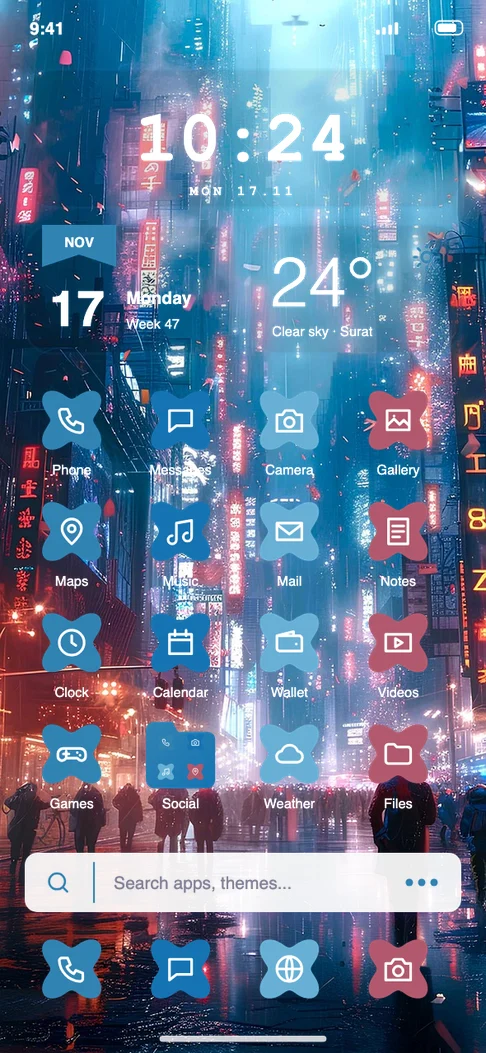 9:41
10:24
MON 17.11
NOV
17
Monday
Week 47
24°
Clear sky · Surat
Phone
Messages
Camera
Gallery
Maps
Music
Mail
Notes
Clock
Calendar
Wallet
Videos
Games
Social
Weather
Files
Search apps, themes...